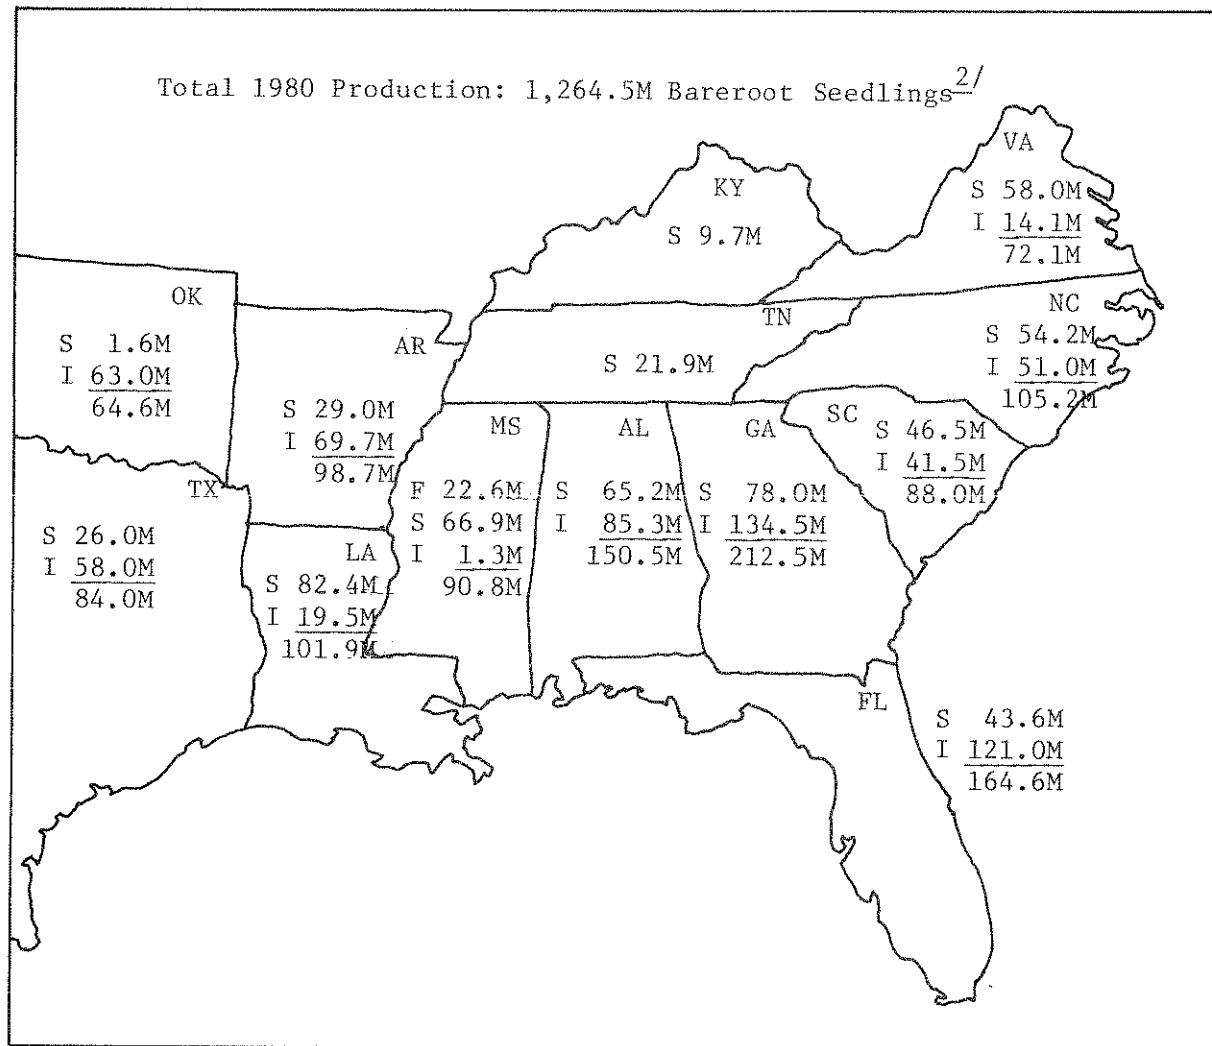 Total 1980 Production: 1,264.5M Bareroot Seedlings 2/
VA
S 58.0M
I 14.1M
72.1M
KY
S 9.7M
OK
S 1.6M
I 63.0M
64.6M
AR
S 29.0M
I 69.7M
98.7M
TN
S 21.9M
NC
S 54.2M
I 51.0M
105.2M
SC
S 46.5M
I 41.5M
88.0M
TX
S 26.0M
I 58.0M
84.0M
LA
S 82.4M
I 19.5M
101.9M
MS
F 22.6M
S 66.9M
I 1.3M
90.8M
AL
S 65.2M
I 85.3M
150.5M
GA
S 78.0M
I 134.5M
212.5M
FL
S 43.6M
I 121.0M
164.6M